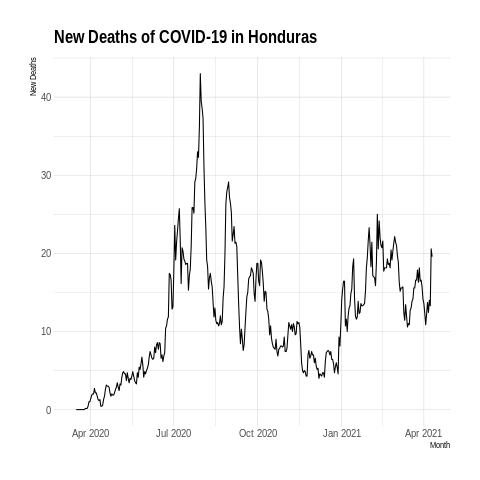 New Deaths of COVID-19 in Honduras
New Deaths
40
30
20
10
0
Apr 2020 Jul 2020 Oct 2020 Jan 2021 Apr 2021
Month